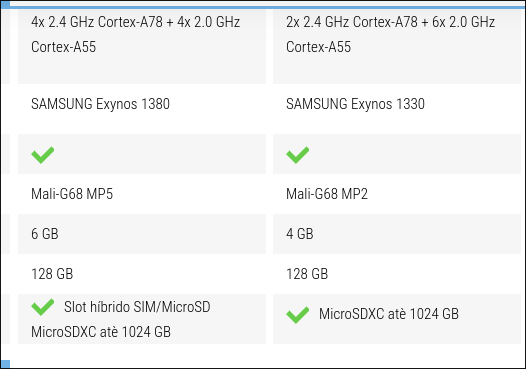 4x 2.4 GHz Cortex-A78 + 4x 2.0 GHz
Cortex-A55
2x 2.4 GHz Cortex-A78 + 6x 2.0 GHz
Cortex-A55
SAMSUNG Exynos 1380
SAMSUNG Exynos 1330
Mali-G68 MP5
Mali-G68 MP2
6 GB
4 GB
128 GB
128 GB
Slot híbrido SIM/MicroSD
MicroSDXC atè 1024 GB
MicroSDXC atè 1024 GB